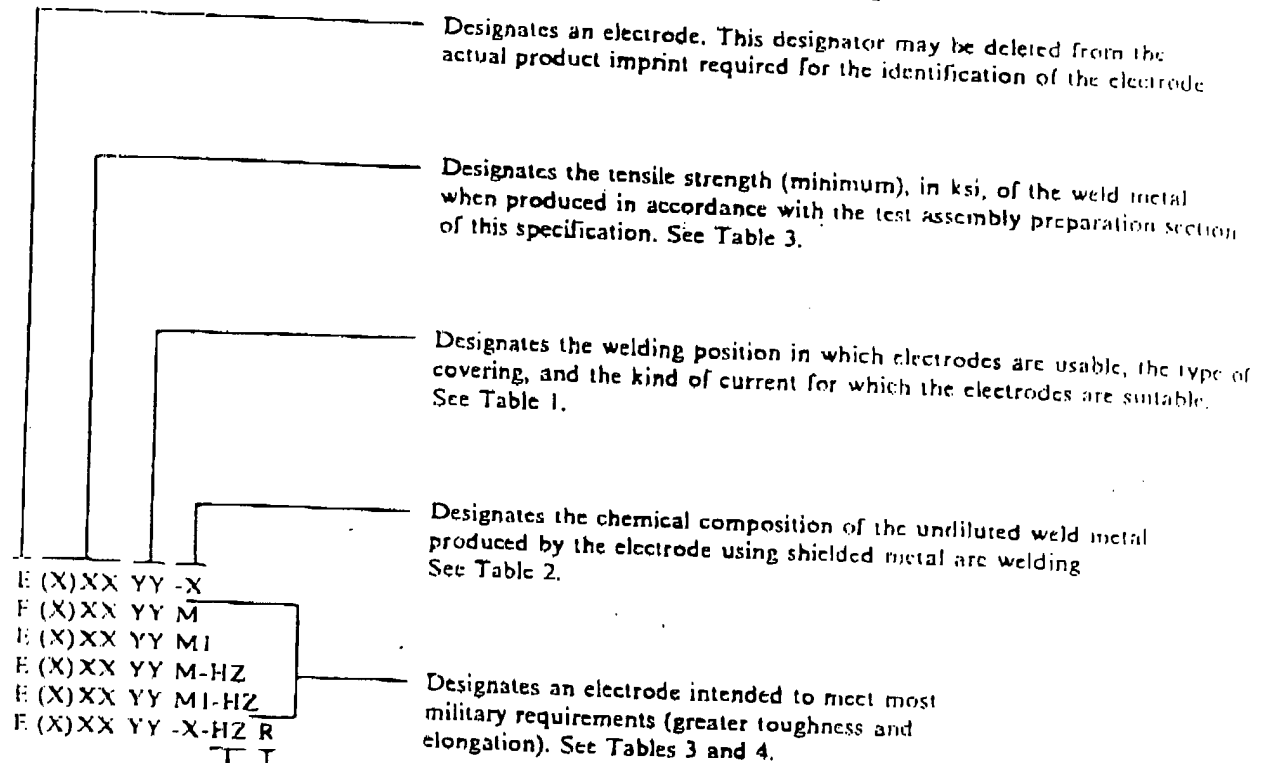 Designates an electrode. This designator may be deleted from the
actual product imprint required for the identification of the electrode
Designates the tensile strength (minimum), in ksi, of the weld metal
when produced in accordance with the test assembly preparation section
of this specification. See Table 3.
Designates the welding position in which electrodes are usable, the type of
covering, and the kind of current for which the electrodes are suitable.
See Table 1.
Designates the chemical composition of the undiluted weld metal
produced by the electrode using shielded metal arc welding
See Table 2.
E (X)XX YY -X
E (X)XX YY M
E (X)XX YY M1
E (X)XX YY M-HZ
E (X)XX YY M1-HZ
E (X)XX YY -X-HZ R
Designates an electrode intended to meet most
military requirements (greater toughness and
elongation). See Tables 3 and 4.